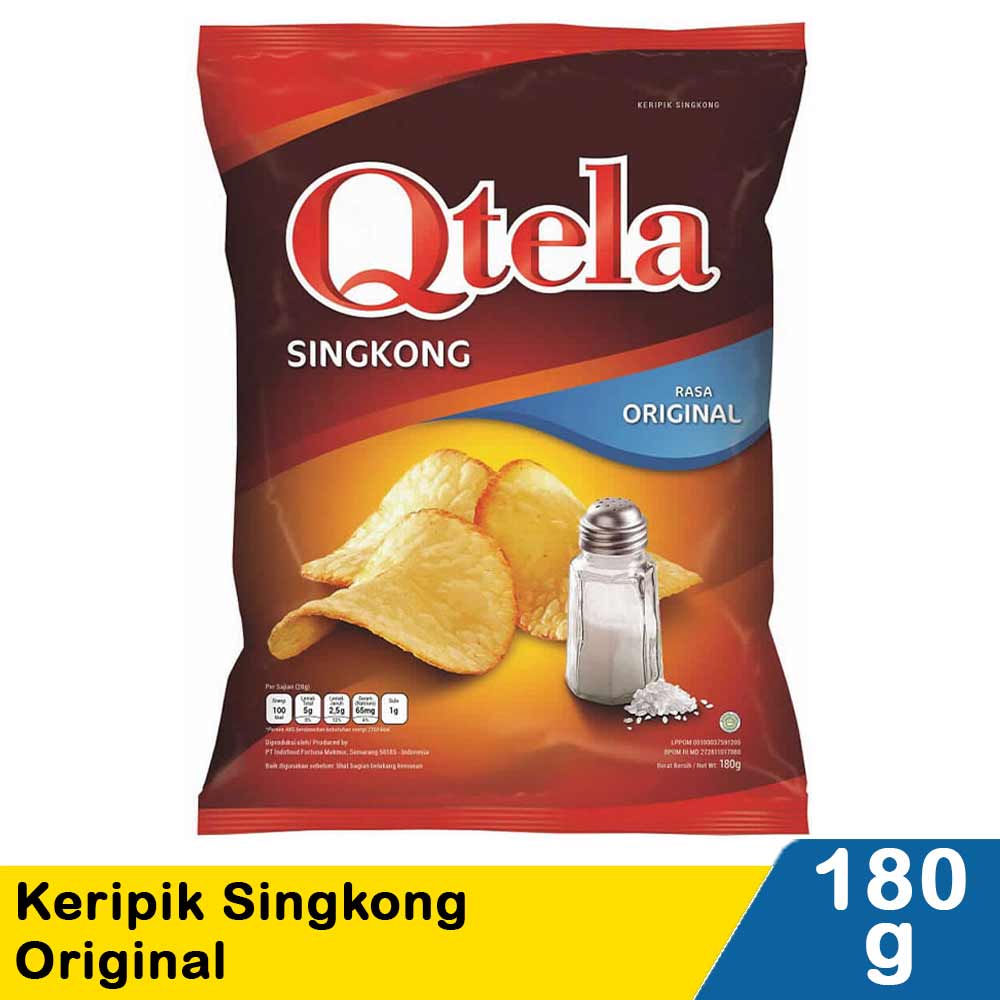 KERIPIK SINGKONG
Qtela
SINGKONG
RASA
ORIGINAL
Per Sajian (20g)
Energi Lemak Total Lemak Jenuh Garam (Natrium) Gula
100 kkal 5g 2,5g 65mg 1g
Diproduksi oleh/ Produced by
PT Indofood Fortuna Makmur, Semarang 50185 - Indonesia
Baik digunakan sebelum: lihat bagian belakang kemasan
Berat Bersih / Net Wt: 180g
Keripik Singkong
Original
180
g